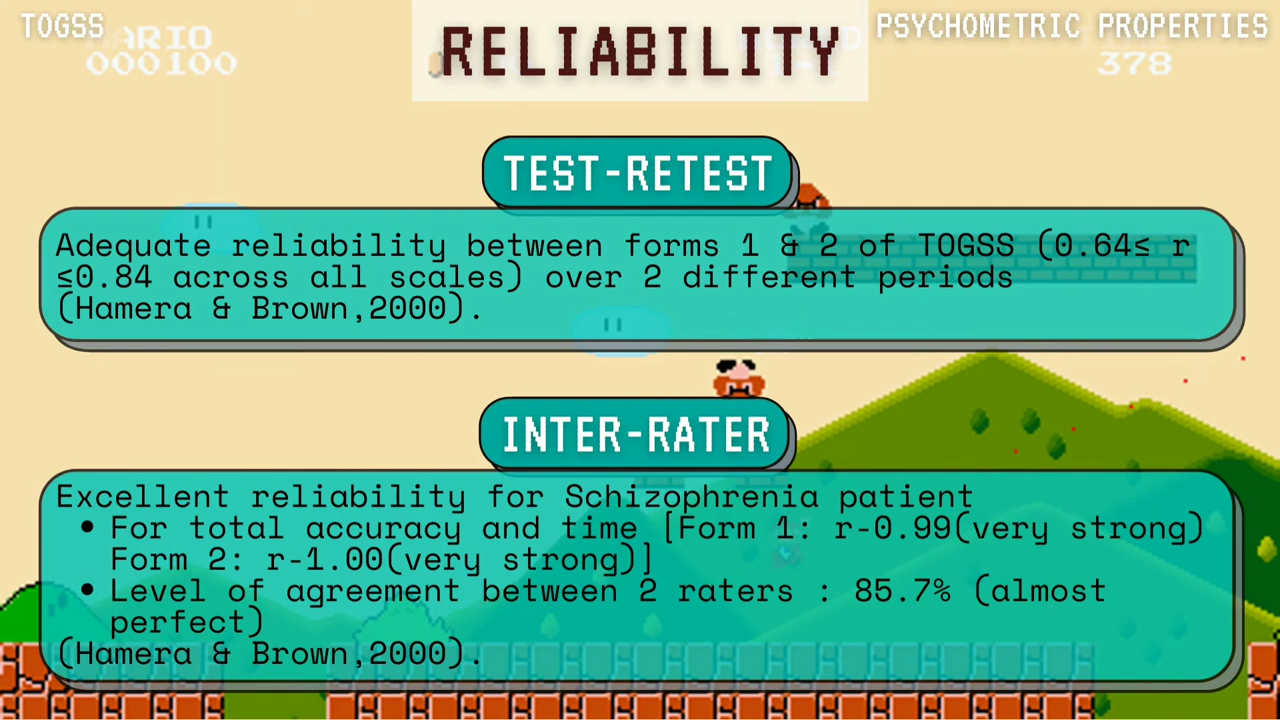 TOGSS
RELIABILITY
PSYCHOMETRIC PROPERTIES
000100
378
TEST-RETEST
Adequate reliability between forms 1 & 2 of TOGSS (0.64≤ r
≤0.84 across all scales) over 2 different periods
(Hamera & Brown,2000).
INTER-RATER
Excellent reliability for Schizophrenia patient
• For total accuracy and time [Form 1: r-0.99(very strong)
Form 2: r-1.00(very strong)]
• Level of agreement between 2 raters : 85.7% (almost
perfect)
(Hamera & Brown,2000).